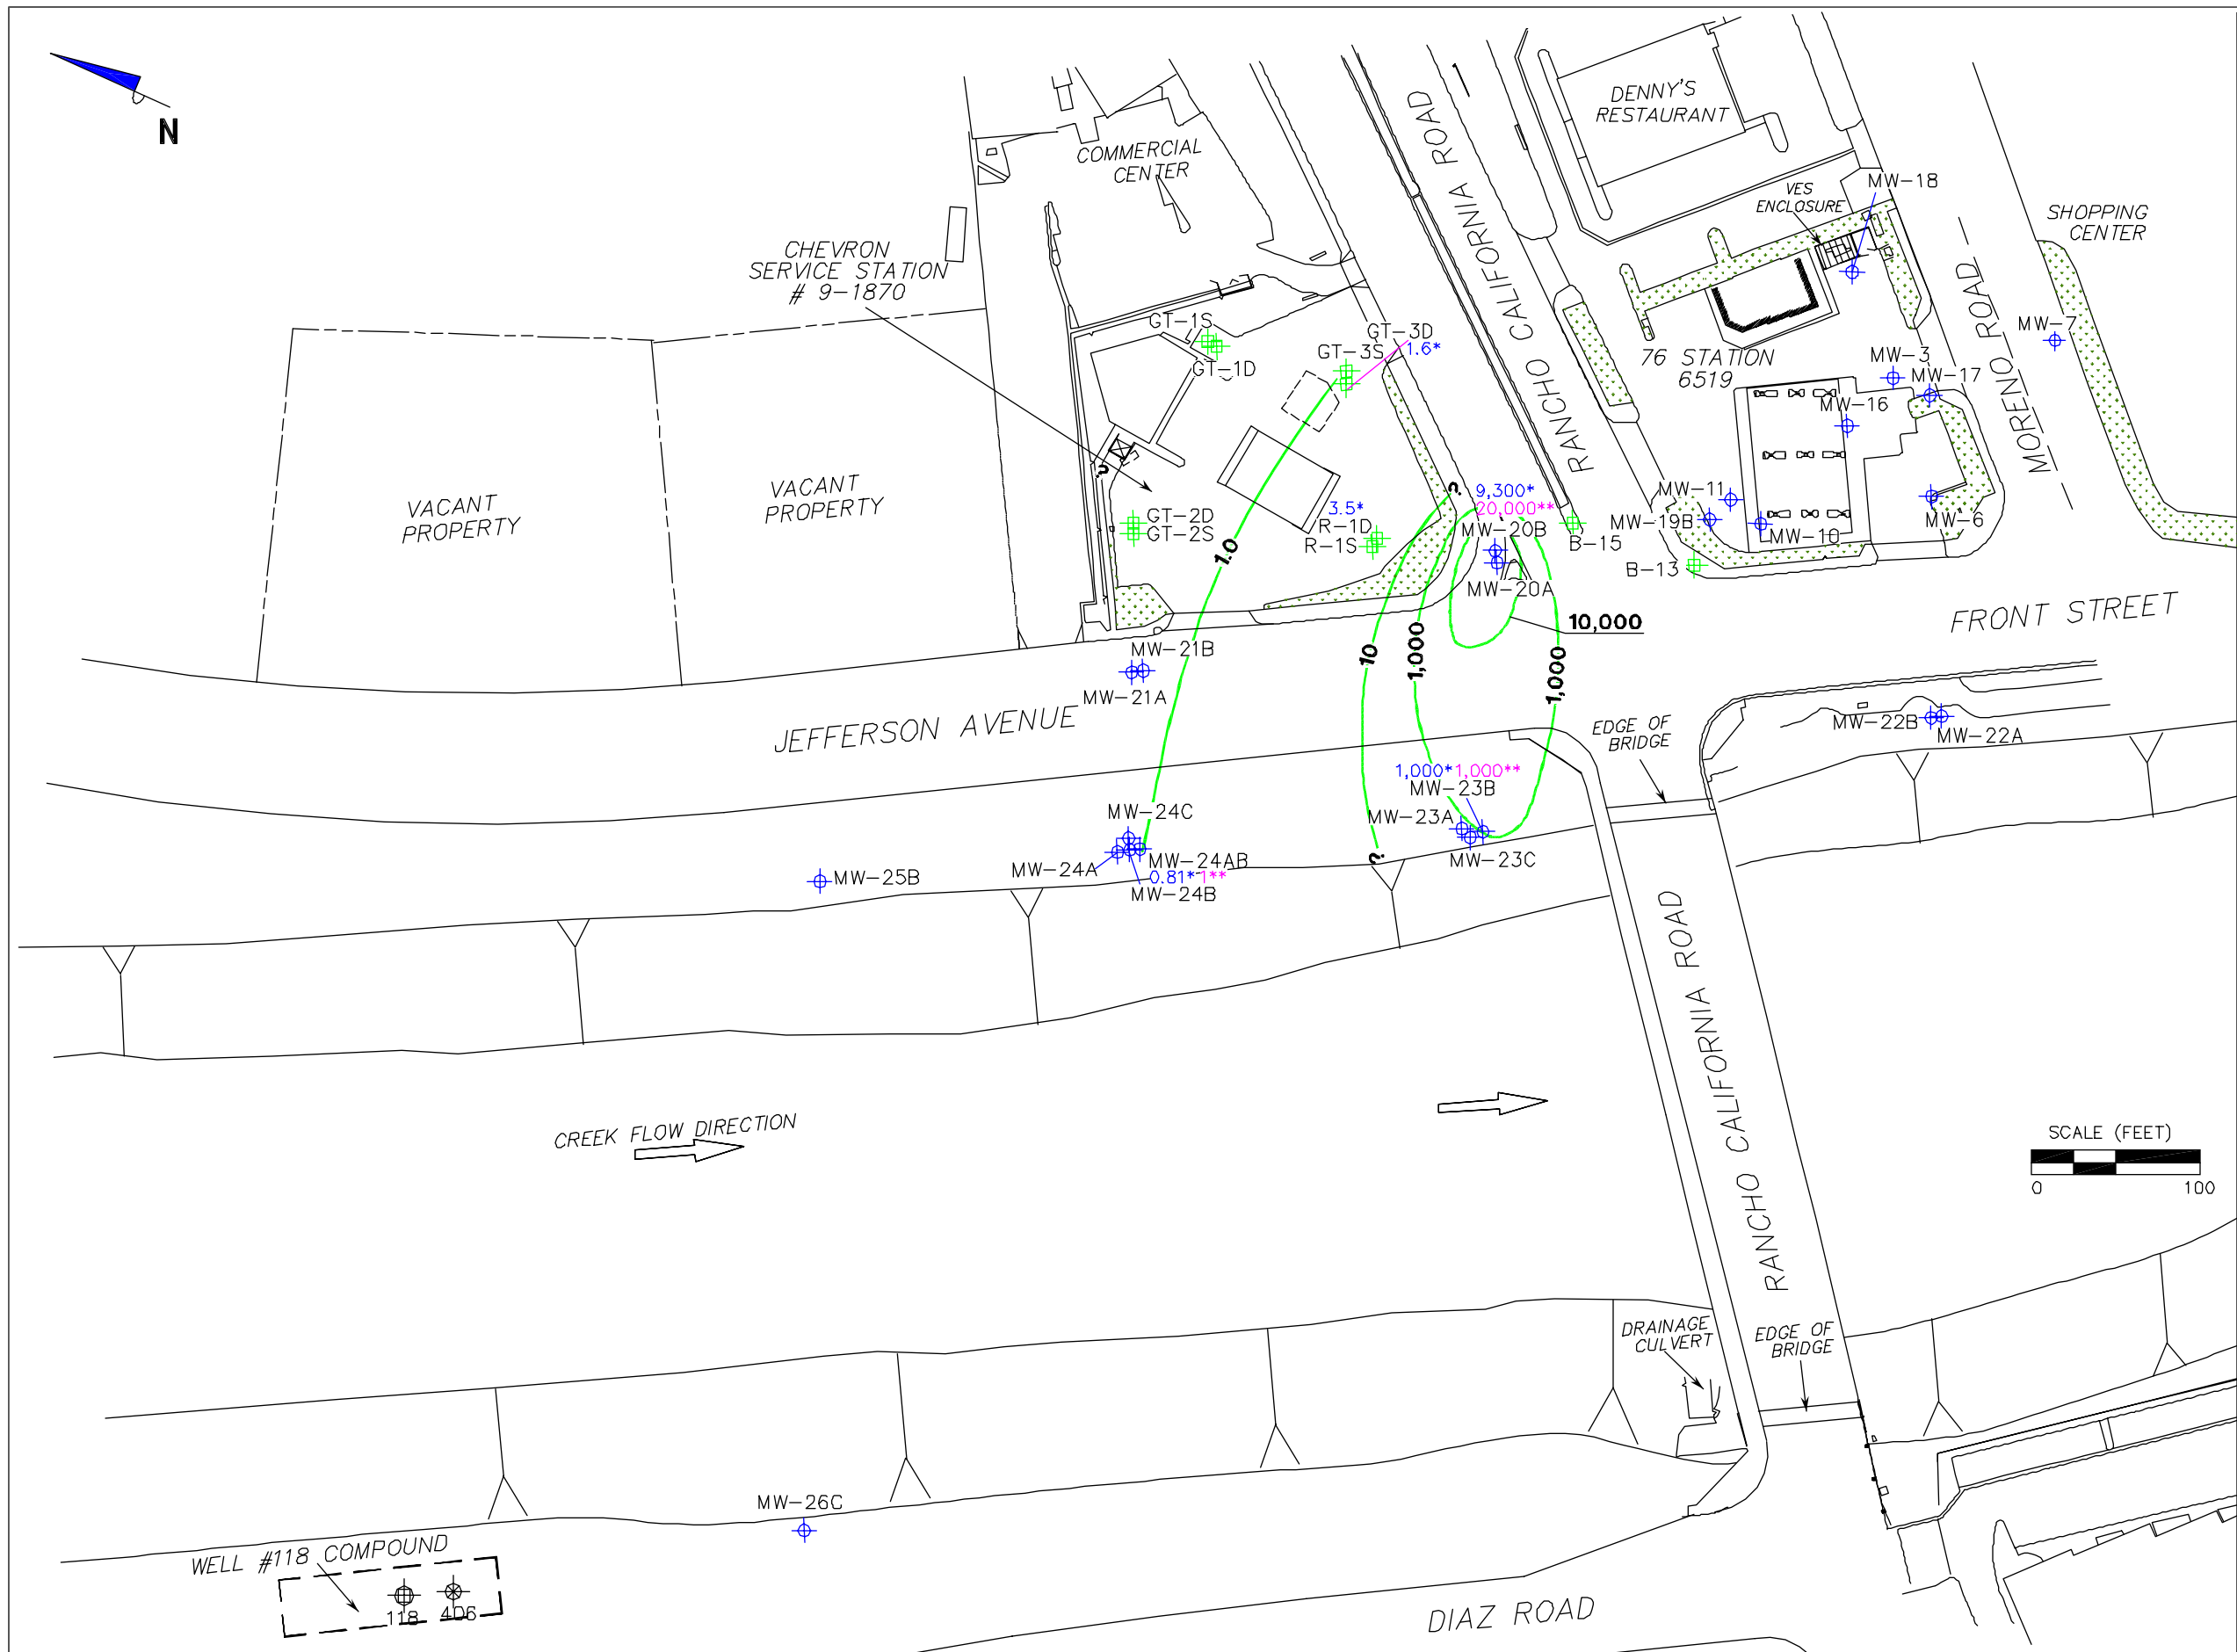 N
COMMERCIAL
CENTER
CHEVRON
SERVICE STATION
# 9-1870
RANCHO CALIFORNIA ROAD
DENNY'S
RESTAURANT
VES
ENCLOSURE
MW-18
SHOPPING
CENTER
MW-7
MORENO ROAD
76 STATION
6519
MW-3
MW-17
MW-16
GT-1S
GT-1D
GT-3D
GT-3S
1.6*
VACANT
PROPERTY
VACANT
PROPERTY
?
GT-2D
GT-2S
1.0
3.5*
R-1D
R-1S
?
9,300*
20,000**
MW-20B
MW-20A
B-15
MW-11
MW-19B
MW-10
MW-6
B-13
10,000
FRONT STREET
10
1,000
1,000
MW-21B
MW-21A
JEFFERSON AVENUE
EDGE OF
BRIDGE
MW-22B
MW-22A
1,000*1,000**
MW-23B
MW-23A
MW-23C
?
MW-24C
MW-24A
MW-24AB
0.81*1**
MW-24B
MW-25B
RANCHO CALIFORNIA ROAD
CREEK FLOW DIRECTION
SCALE (FEET)
0 100
DRAINAGE
CULVERT
EDGE OF
BRIDGE
MW-26C
WELL #118 COMPOUND
118 406
DIAZ ROAD